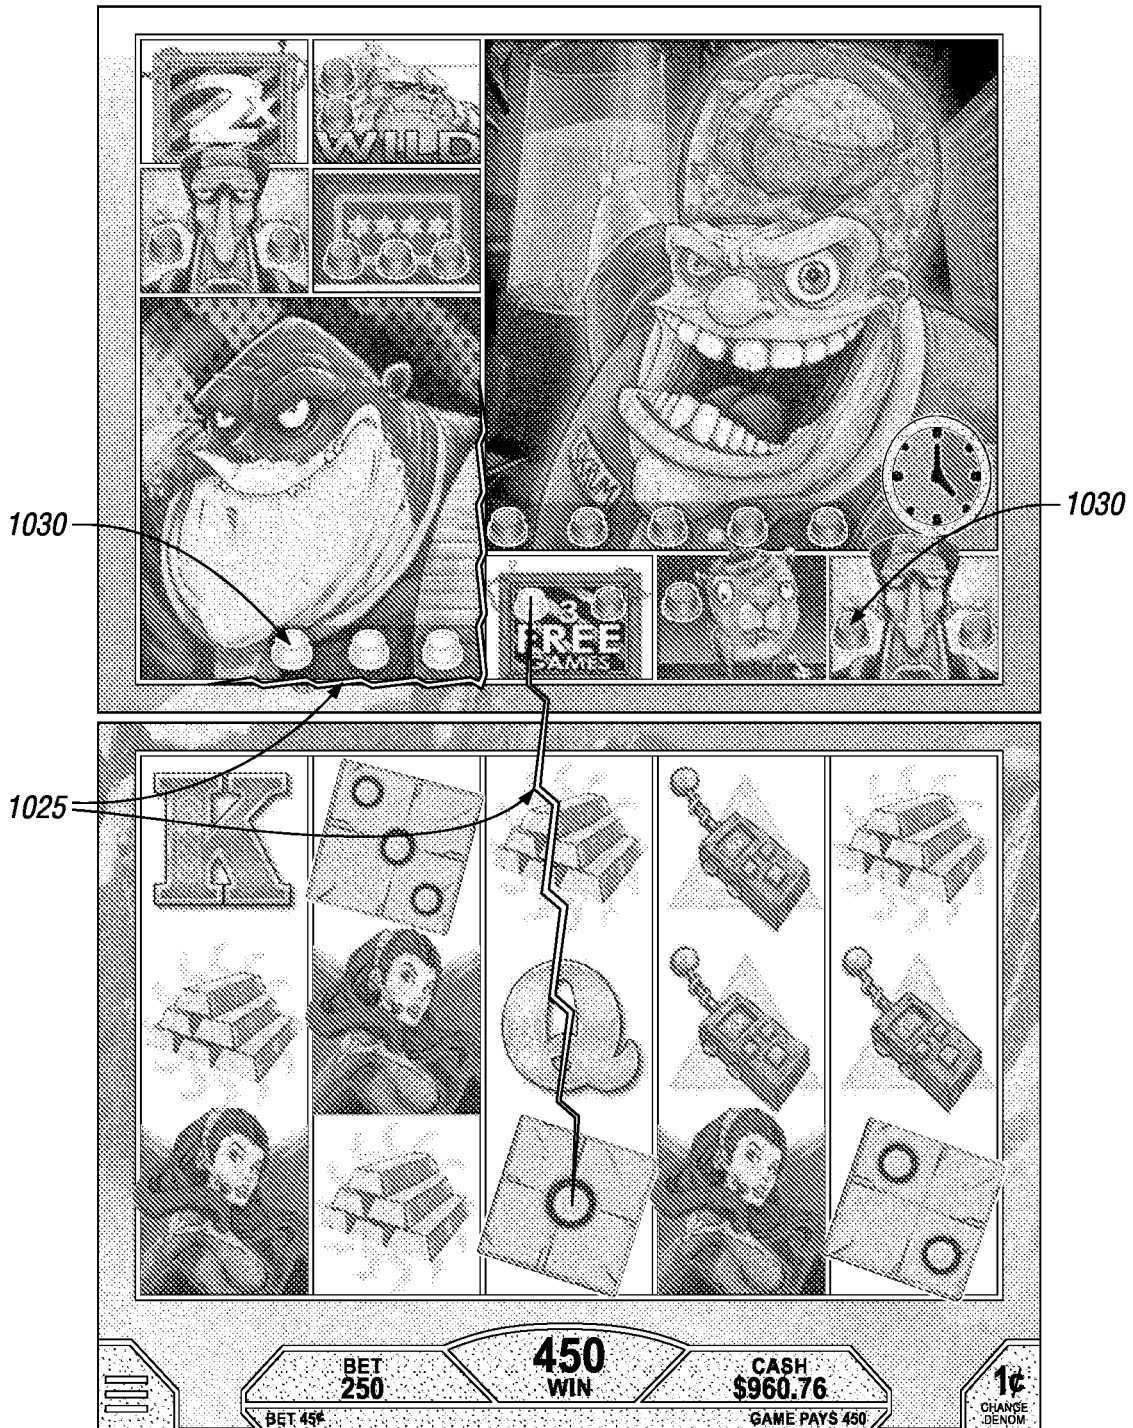 2x
WILD
1030
1030
3
FREE
GAMES
1025
K
Q
BET
250
450
WIN
CASH
$960.76
1¢
CHANGE
DENOM
BET 45¢
GAME PAYS 450